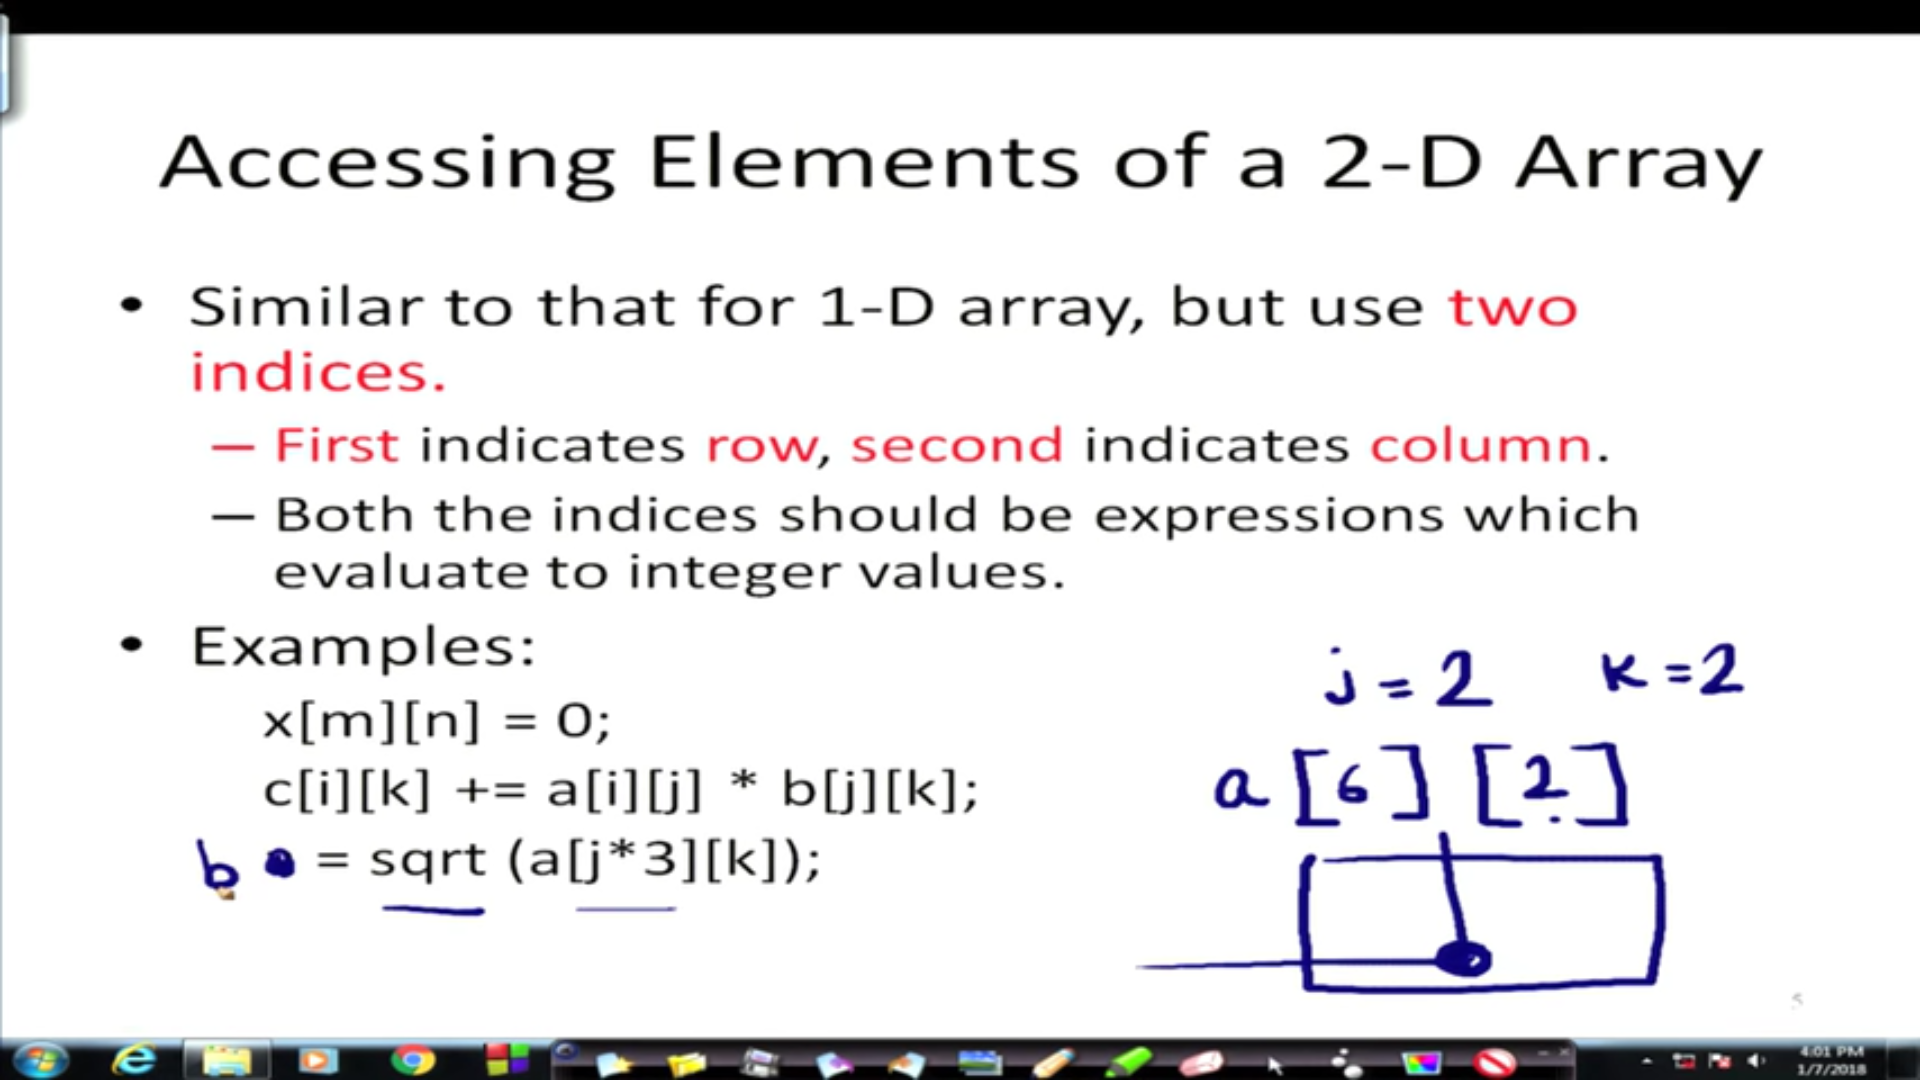 Accessing Elements of a 2-D Array
• Similar to that for 1-D array, but use two
indices.
– First indicates row, second indicates column.
– Both the indices should be expressions which
evaluate to integer values.
• Examples:
x[m][n] = 0;
c[i][k] += a[i][j] * b[j][k];
b = sqrt (a[j*3][k]);
j = 2 k = 2
a [6] [2]
5
4:01 PM
1/7/2018